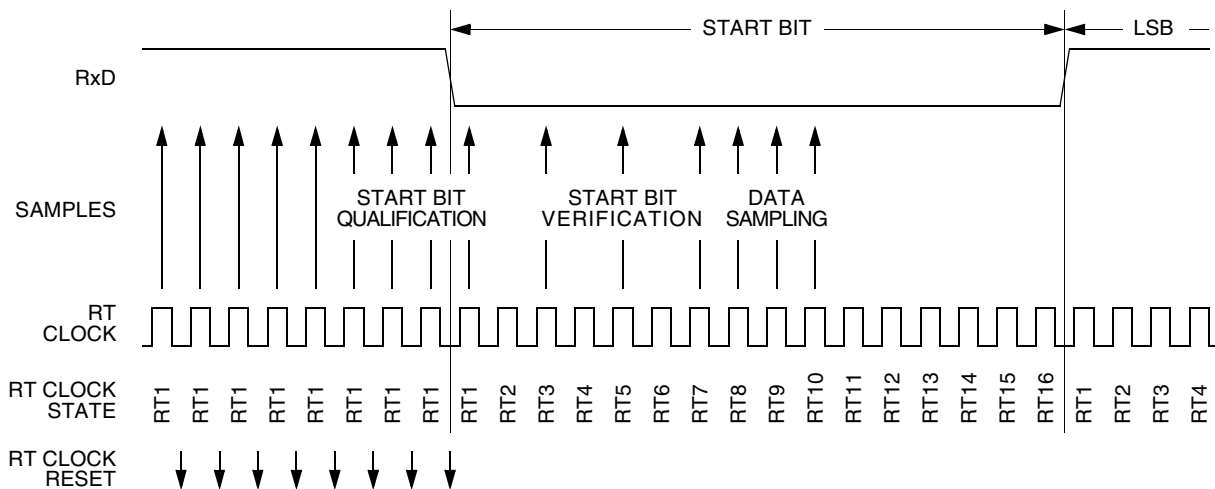 START BIT LSB
RxD
SAMPLES
START BIT
QUALIFICATION
START BIT
VERIFICATION
DATA
SAMPLING
RT
CLOCK
RT CLOCK
STATE
RT1 RT1 RT1 RT1 RT1 RT1 RT1 RT1 RT1 RT2 RT3 RT4 RT5 RT6 RT7 RT8 RT9 RT10 RT11 RT12 RT13 RT14 RT15 RT16 RT1 RT2 RT3 RT4
RT CLOCK
RESET